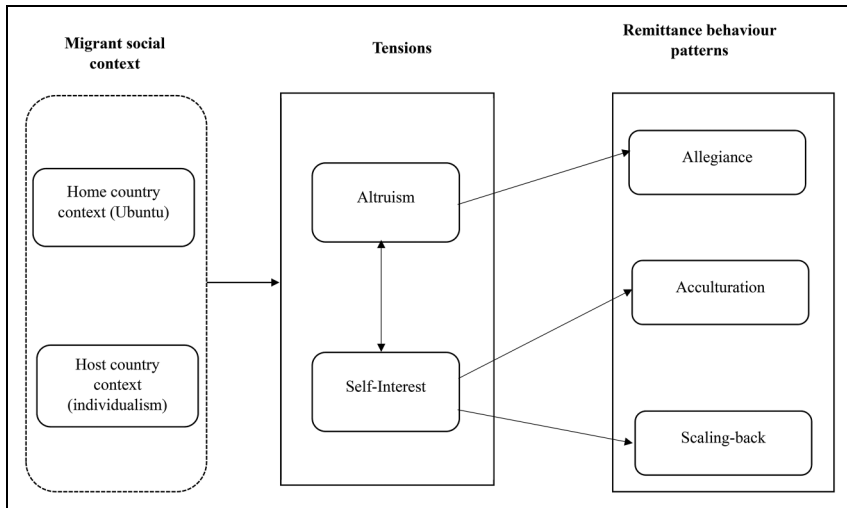 Migrant social
context
Tensions
Remittance behaviour
patterns
Home country
context (Ubuntu)
Host country
context
(individualism)
Altruism
Self-Interest
Allegiance
Acculturation
Scaling-back